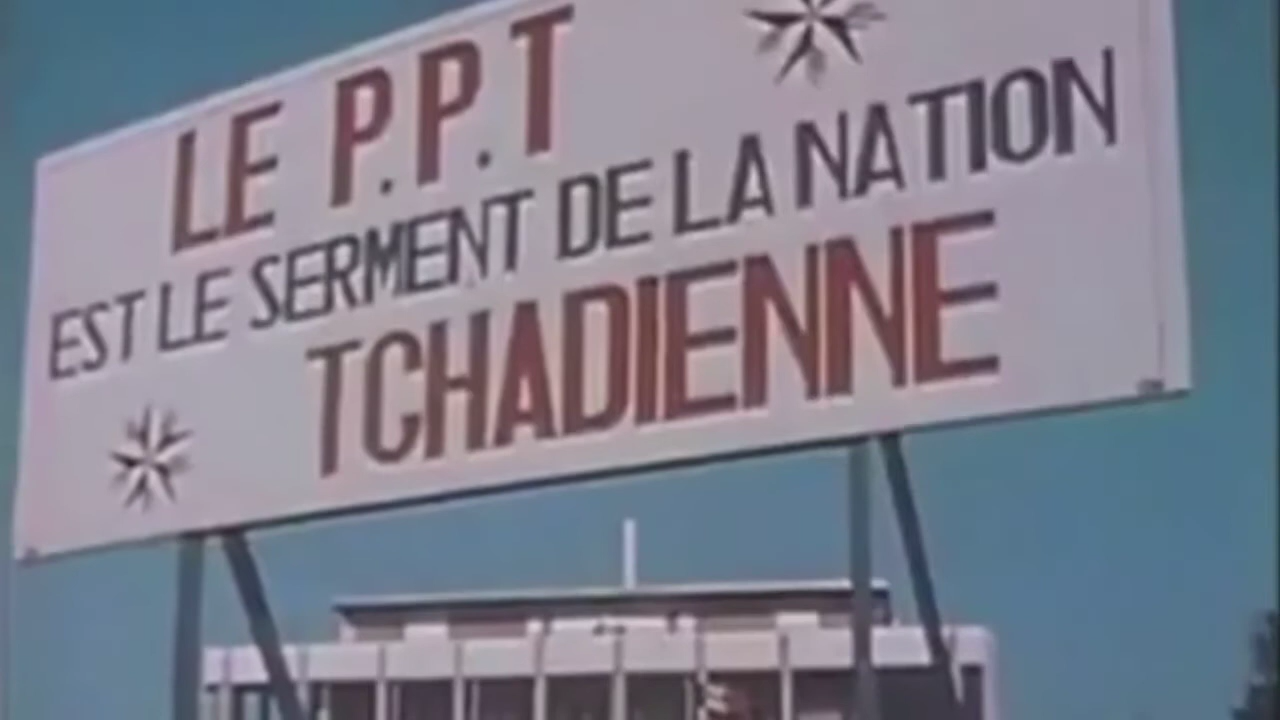 LE P.P.T
EST LE SERMENT DE LA NATION
TCHADIENNE